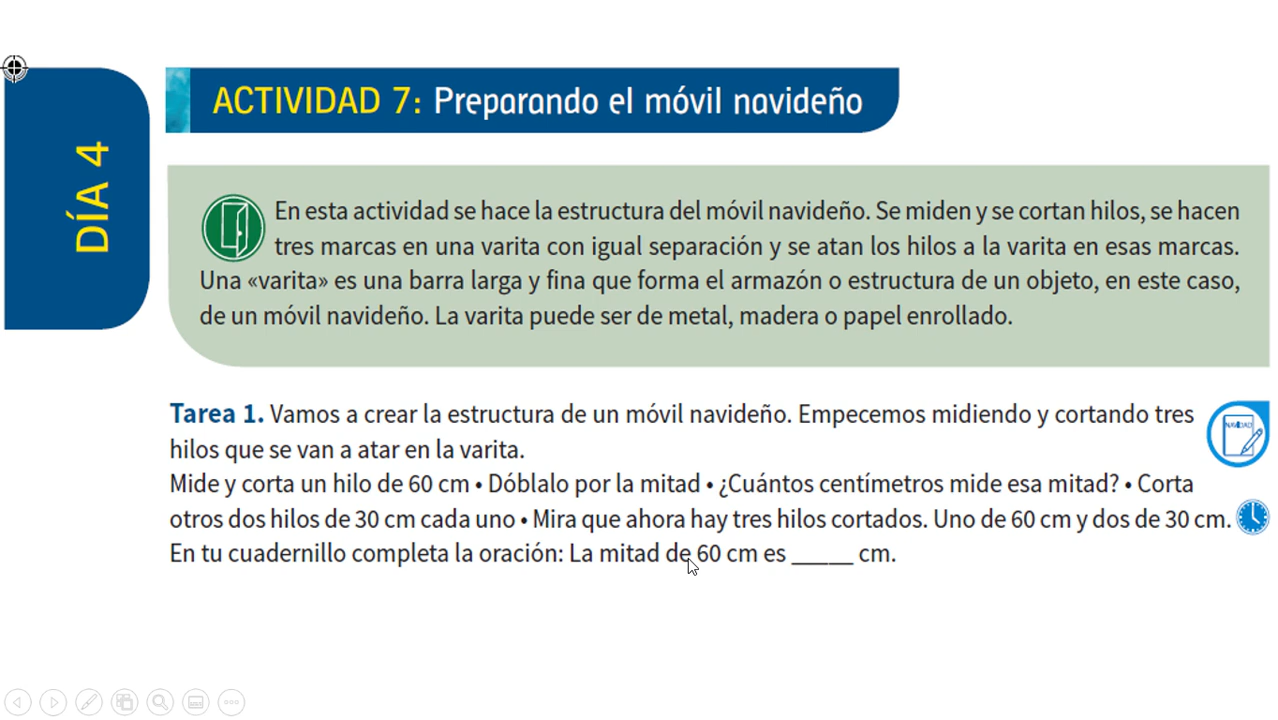 DÍA 4
ACTIVIDAD 7: Preparando el móvil navideño
En esta actividad se hace la estructura del móvil navideño. Se miden y se cortan hilos, se hacen
tres marcas en una varita con igual separación y se atan los hilos a la varita en esas marcas.
Una «varita» es una barra larga y fina que forma el armazón o estructura de un objeto, en este caso,
de un móvil navideño. La varita puede ser de metal, madera o papel enrollado.
Tarea 1. Vamos a crear la estructura de un móvil navideño. Empecemos midiendo y cortando tres
hilos que se van a atar en la varita.
NAVIDAD
Mide y corta un hilo de 60 cm • Dóblalo por la mitad • ¿Cuántos centímetros mide esa mitad? • Corta
otros dos hilos de 30 cm cada uno • Mira que ahora hay tres hilos cortados. Uno de 60 cm y dos de 30 cm.
En tu cuadernillo completa la oración: La mitad de 60 cm es _____ cm.